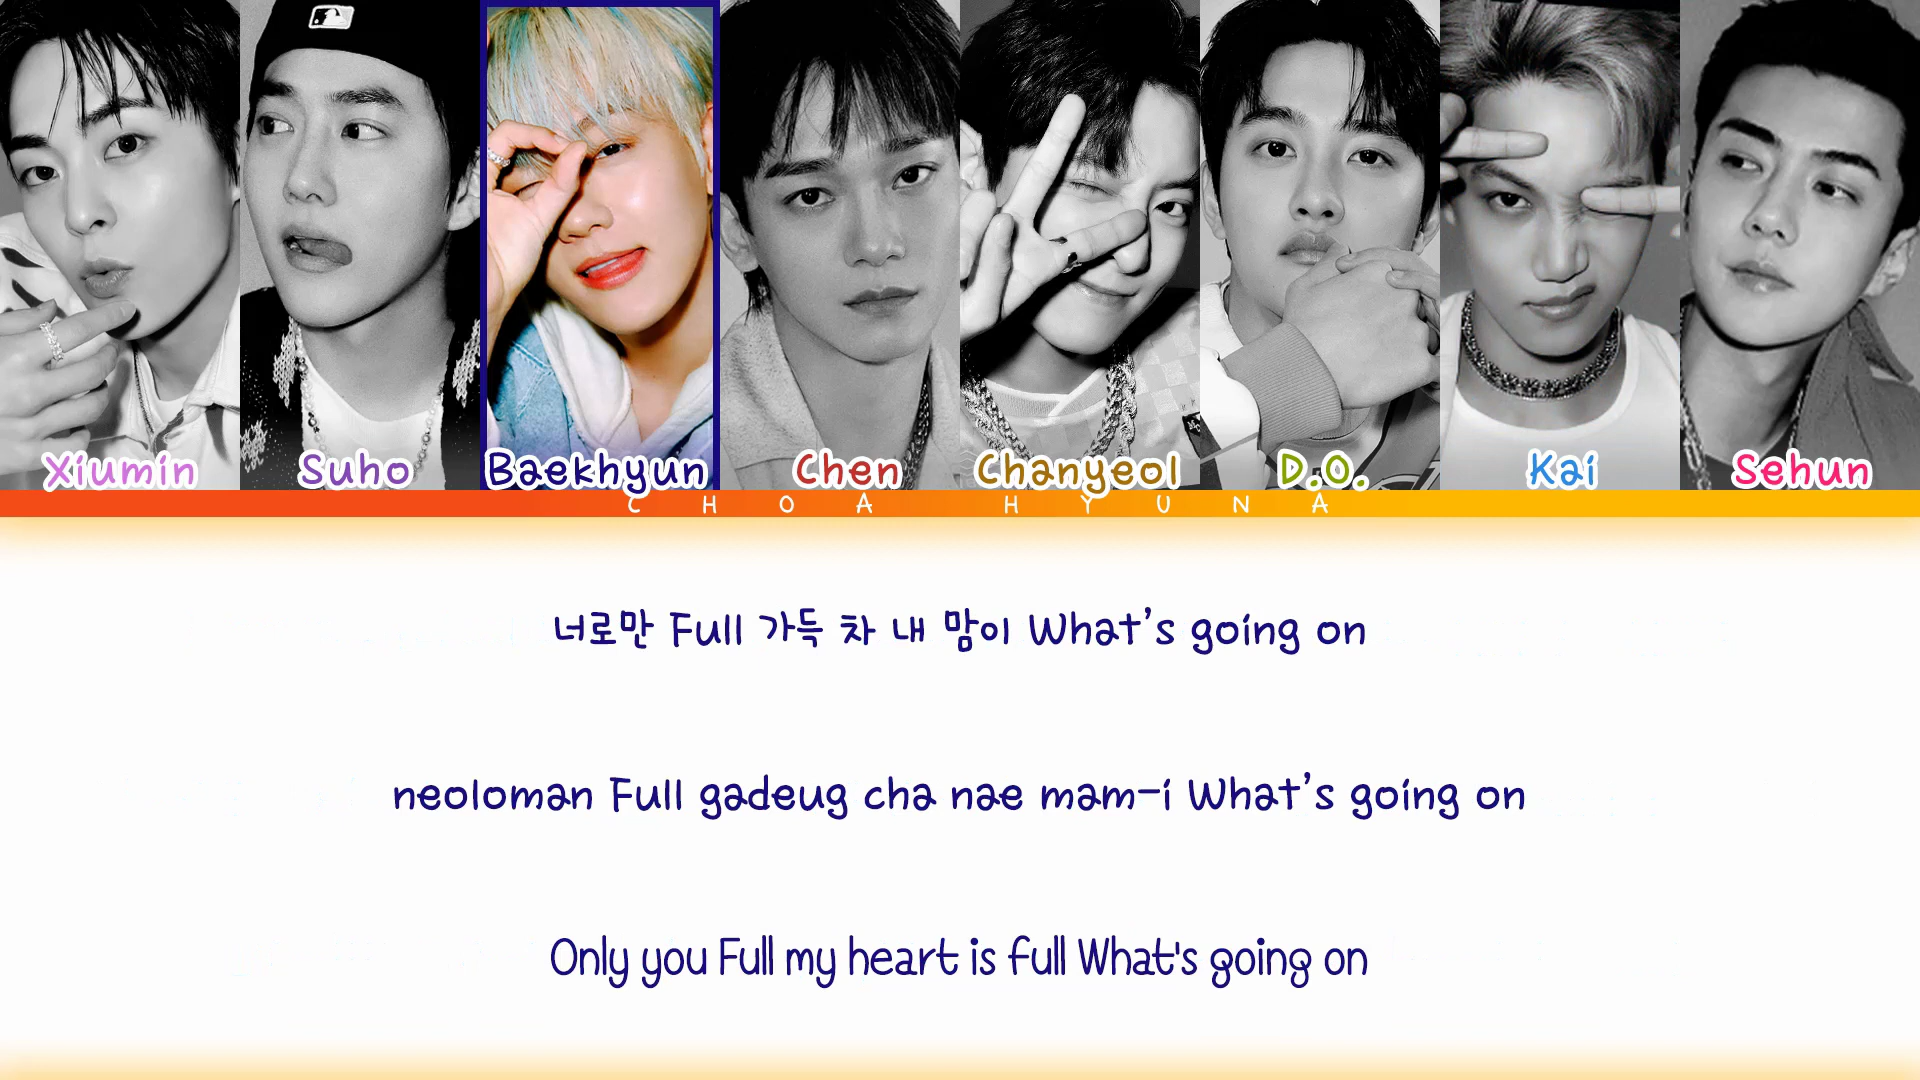 Xiumin Suho Baekhyun Chen Chanyeol D.O. Kai Sehun
CHOA HYUNA
너로만 Full 가득 차 내 맘이 What’s going on
neoloman Full gadeug cha nae mam-i What’s going on
Only you Full my heart is full What's going on